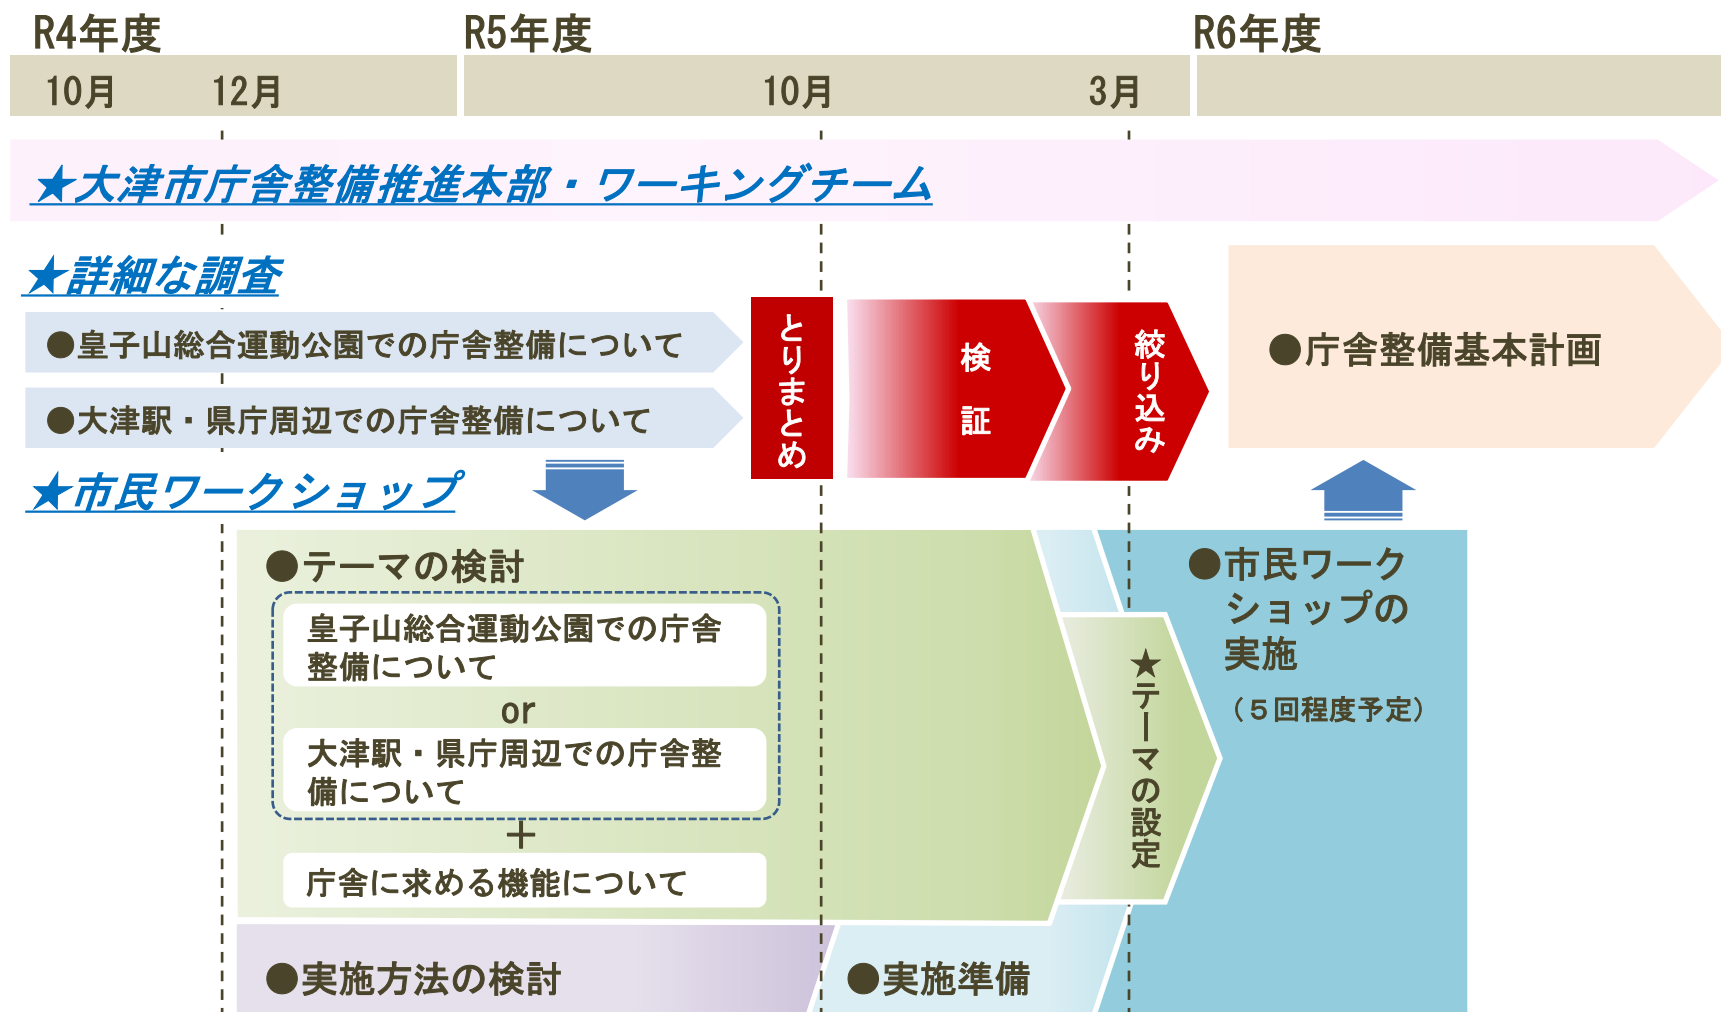 R4年度
R5年度
R6年度
10月
12月
10月
3月
★大津市庁舎整備推進本部・ワーキングチーム
★詳細な調査
●皇子山総合運動公園での庁舎整備について
●大津駅・県庁周辺での庁舎整備について
とりまとめ
検証
絞り込み
●庁舎整備基本計画
★市民ワークショップ
●テーマの検討
皇子山総合運動公園での庁舎
整備について
or
大津駅・県庁周辺での庁舎整
備について
＋
庁舎に求める機能について
★テーマの設定
●市民ワーク
ショップの
実施
（５回程度予定）
●実施方法の検討
●実施準備